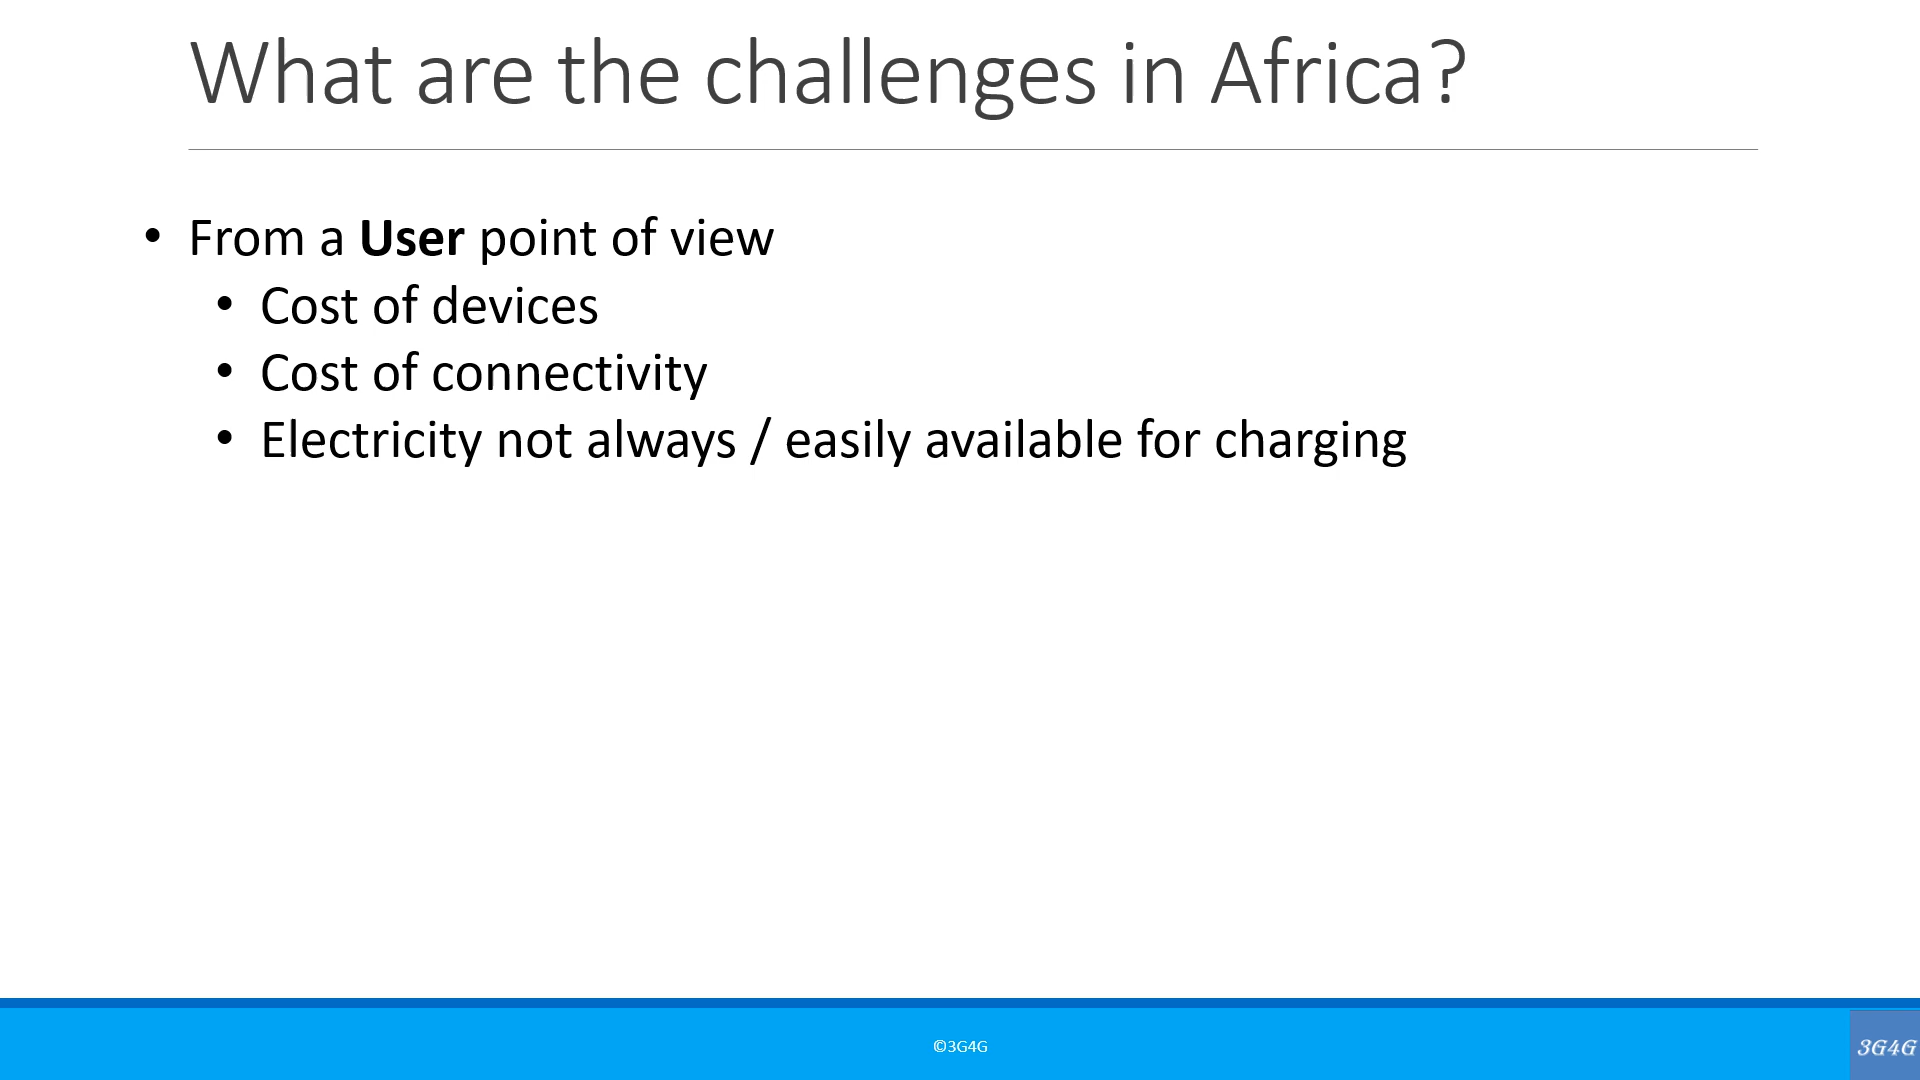 What are the challenges in Africa?
• From a User point of view
• Cost of devices
• Cost of connectivity
• Electricity not always / easily available for charging
©3G4G
3G4G